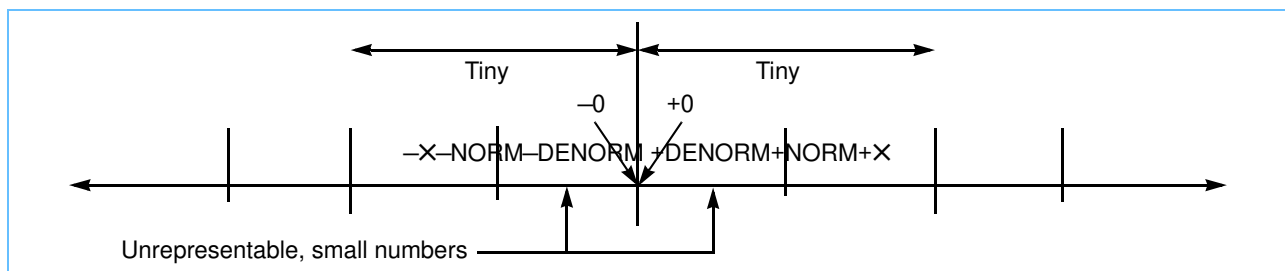 Tiny Tiny
–0 +0
–✕–NORM–DENORM +DENORM+NORM+✕
Unrepresentable, small numbers